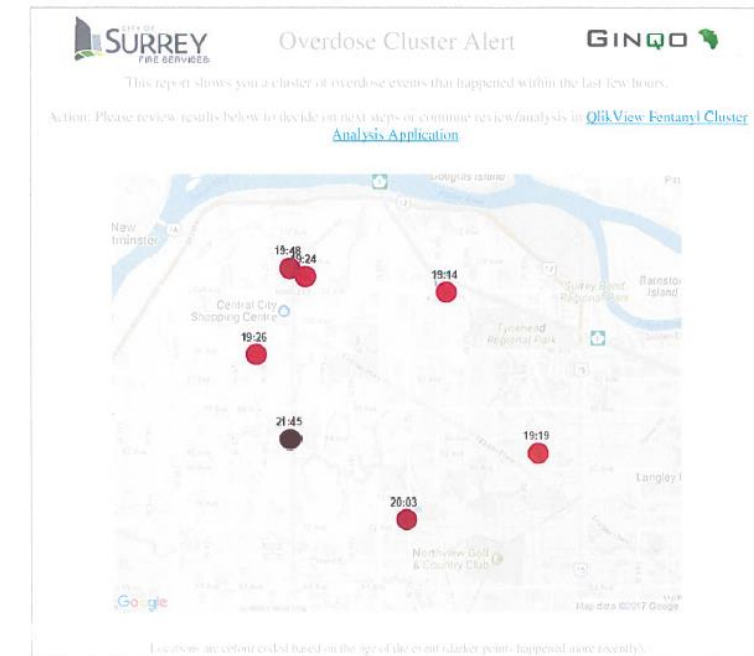 CITY OF
SURREY
FIRE SERVICES
Overdose Cluster Alert
GINQO
This report shows you a cluster of overdose events that happened within the last few hours.
Action: Please review results below to decide on next steps or continue review/analysis in QlikView Fentanyl Cluster
Analysis Application
Douglas Island
New
tminster
19:48
19:24
19:14
Central City
Shopping Centre
Surrey Bend
Regional Park
Barnston
Island
Tynehead
Regional Park
19:26
21:45
19:19
Langley
20:03
Northview Golf
& Country Club
Google
Map data ©2017 Google
Locations are colour coded based on the age of the event (darker points happened more recently).